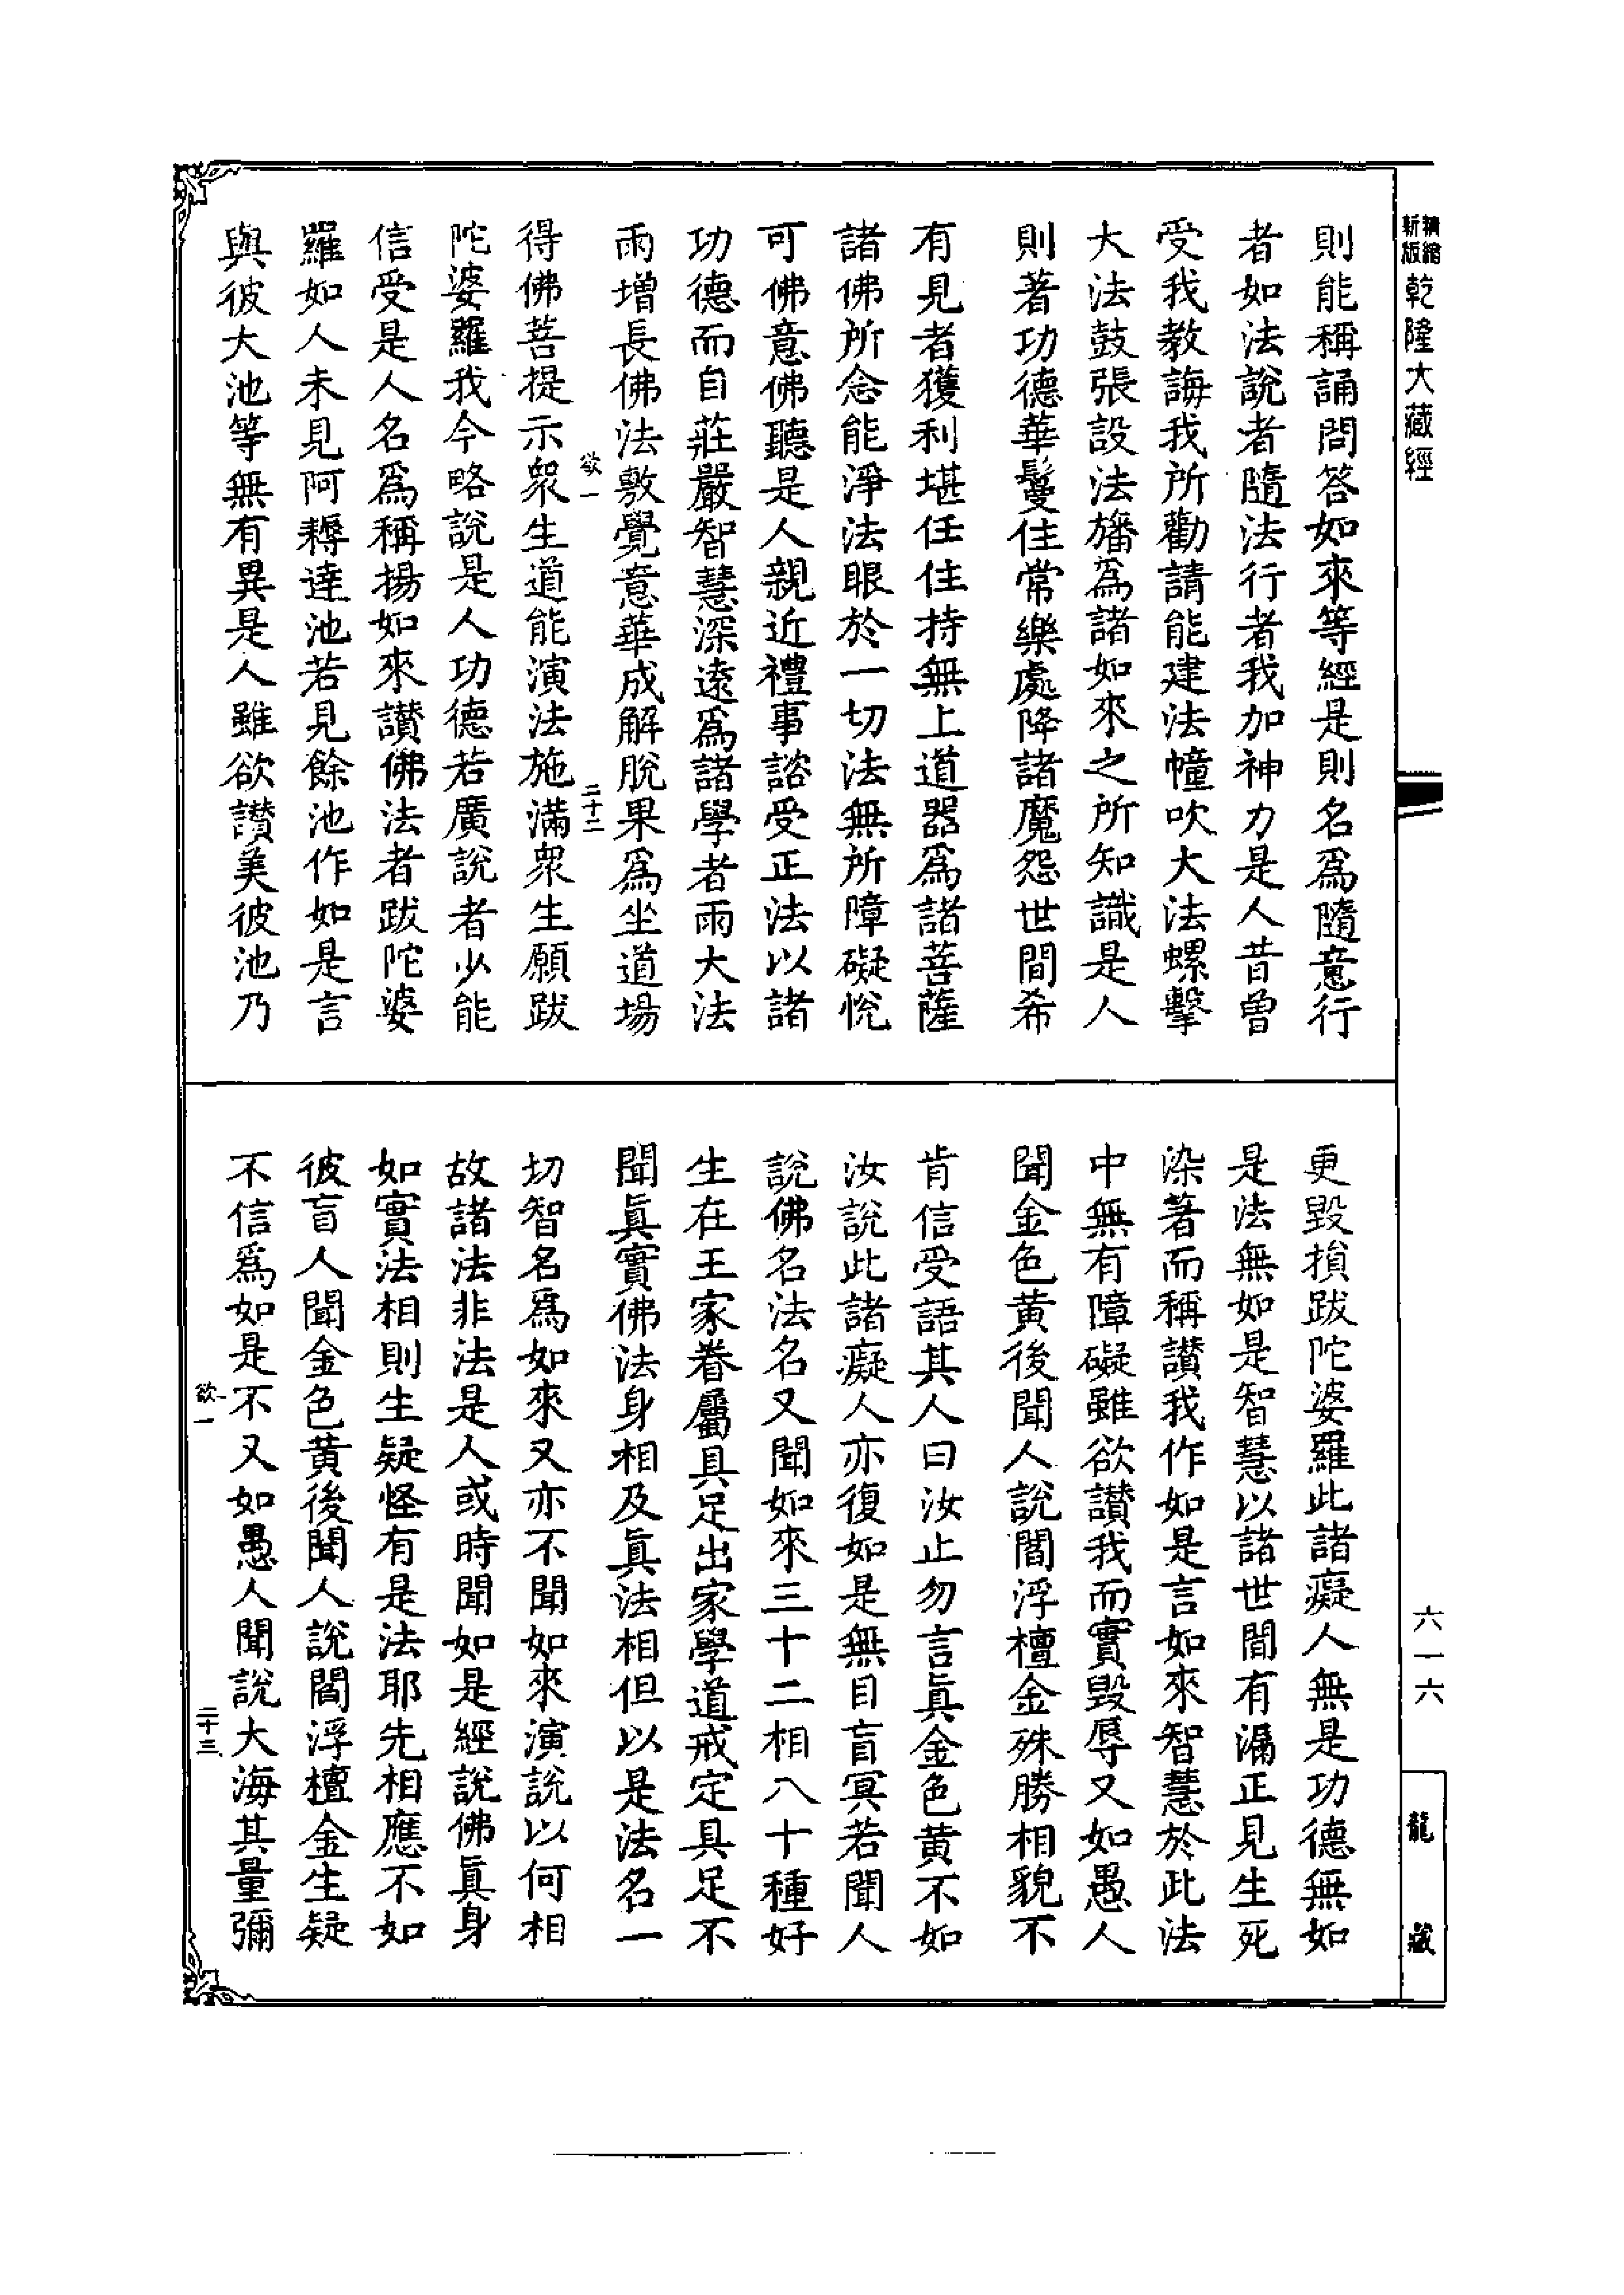 精縮新版乾隆大藏經
則能稱誦問答如來等經是則名爲隨意行
者如法說者隨法行者我加神力是人昔曾
受我教誨我所勸請能建法幢吹大法螺擊
大法鼓張設法旛爲諸如來之所知識是人
則著功德華鬘住常樂處降諸魔怨世間希
有見者獲利堪任住持無上道器爲諸菩薩
諸佛所念能淨法眼於一切法無所障礙悅
可佛意佛聽是人親近禮事諮受正法以諸
功德而自莊嚴智慧深遠爲諸學者雨大法
雨增長佛法敷覺意華成解脫果爲坐道場
欲一 二十二
得佛菩提示衆生道能演法施滿衆生願跋
陀婆羅我今略說是人功德若廣說者少能
信受是人名爲稱揚如來讃佛法者跋陀婆
羅如人未見阿耨達池若見餘池作如是言
與彼大池等無有異是人雖欲讃美彼池乃
更毀損跋陀婆羅此諸癡人無是功德無如
是法無如是智慧以諸世間有漏正見生死
染著而稱讃我作如是言如來智慧於此法
中無有障礙雖欲讃我而實毀辱又如愚人
聞金色黃後聞人說閻浮檀金殊勝相貌不
肯信受語其人曰汝止勿言眞金色黃不如
汝說此諸癡人亦復如是無目盲冥若聞人
說佛名法名又聞如來三十二相八十種好
生在王家眷屬具足出家學道戒定具足不
聞眞實佛法身相及眞法相但以是法名一
切智名爲如來又亦不聞如來演說以何相
故諸法非法是人或時聞如是經說佛眞身
如實法相則生疑怪有是法耶先相應不如
彼盲人聞金色黃後聞人說閻浮檀金生疑
不信爲如是不又如愚人聞說大海其量彌
欲一 二十三
六一六
龍藏